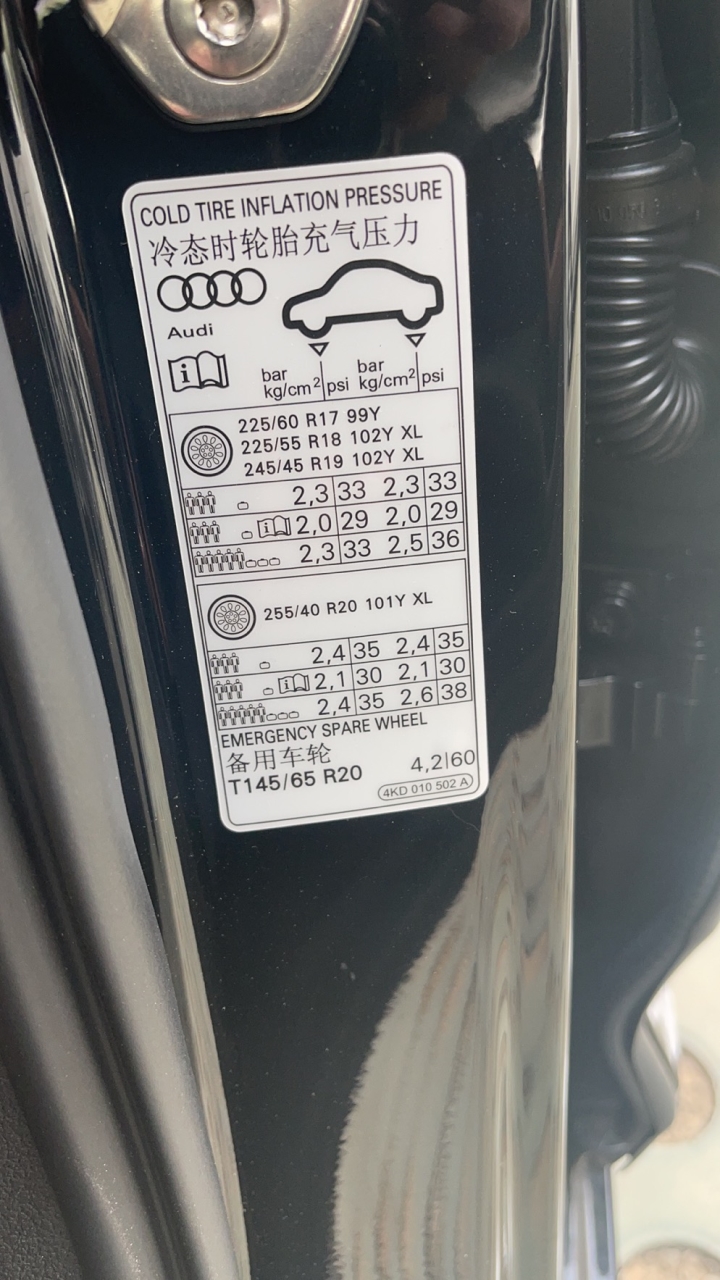 COLD TIRE INFLATION PRESSURE
冷态时轮胎充气压力
Audi
i
bar kg/cm² psi bar kg/cm² psi
225/60 R17 99Y
225/55 R18 102Y XL
245/45 R19 102Y XL
2,3 33 2,3 33
i 2,0 29 2,0 29
2,3 33 2,5 36
255/40 R20 101Y XL
2,4 35 2,4 35
i 2,1 30 2,1 30
2,4 35 2,6 38
EMERGENCY SPARE WHEEL
备用车轮
T145/65 R20 4,2|60
4KD 010 502 A